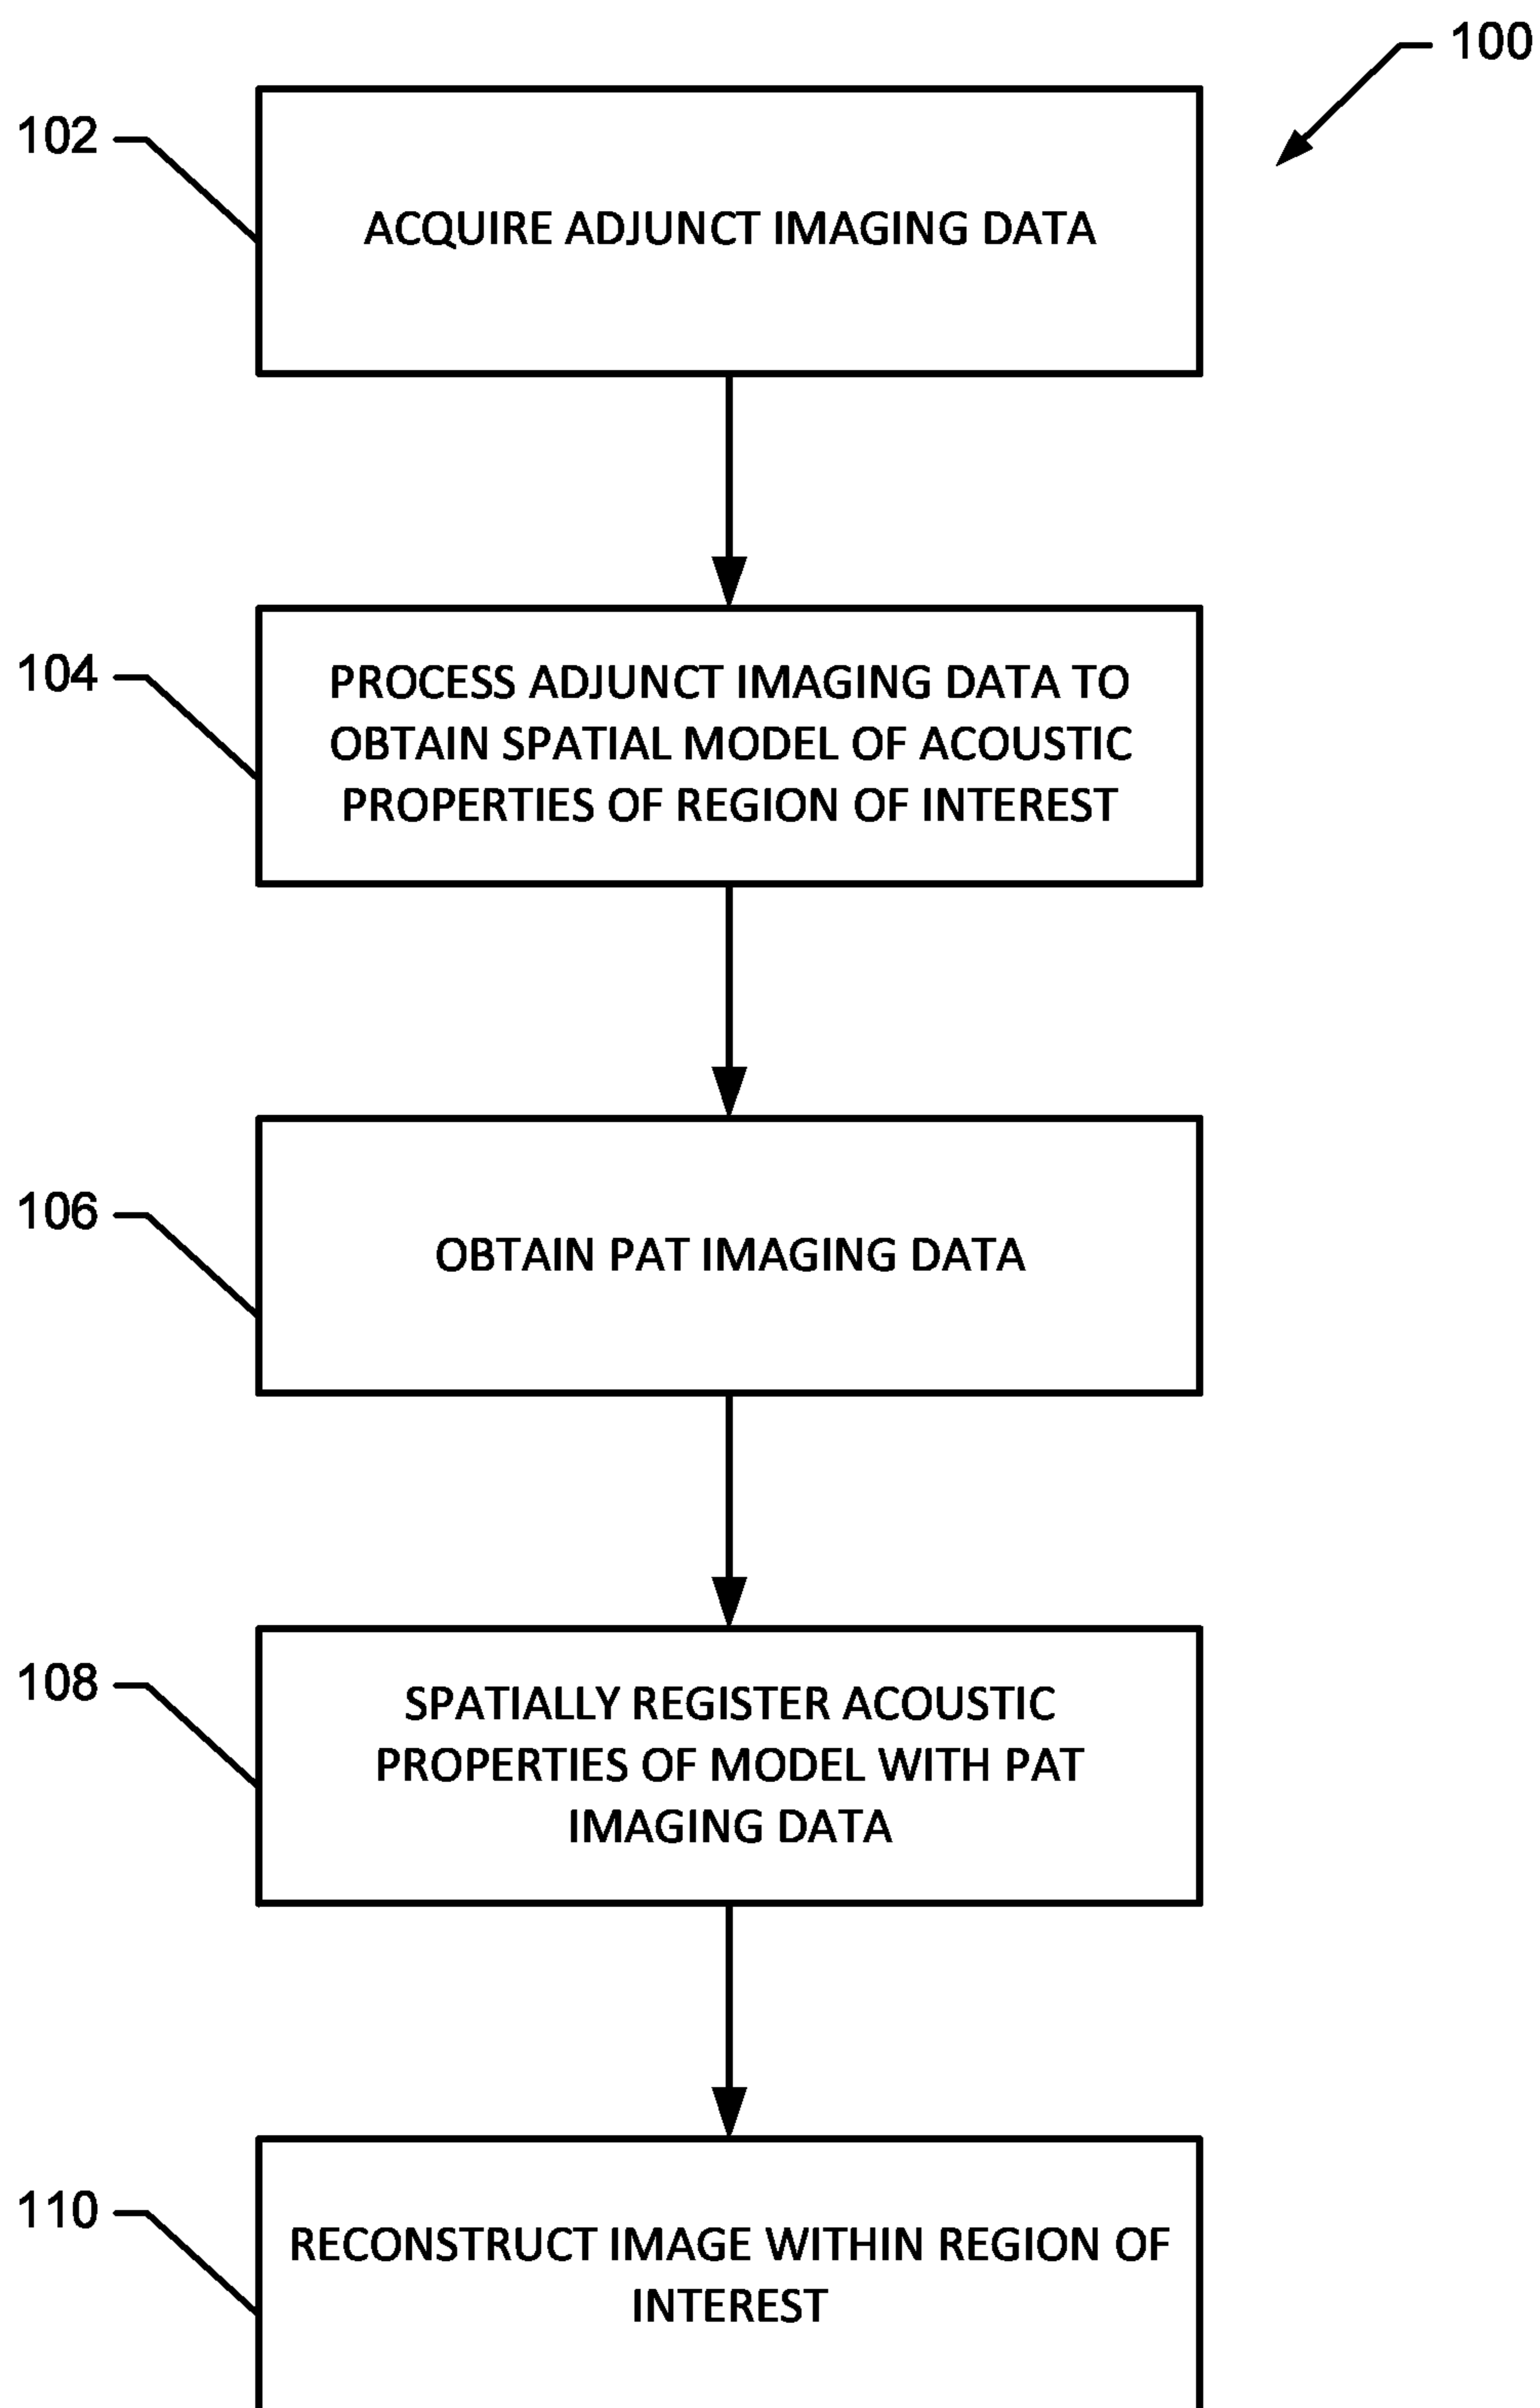 100
102
ACQUIRE ADJUNCT IMAGING DATA
104
PROCESS ADJUNCT IMAGING DATA TO
OBTAIN SPATIAL MODEL OF ACOUSTIC
PROPERTIES OF REGION OF INTEREST
106
OBTAIN PAT IMAGING DATA
108
SPATIALLY REGISTER ACOUSTIC
PROPERTIES OF MODEL WITH PAT
IMAGING DATA
110
RECONSTRUCT IMAGE WITHIN REGION OF
INTEREST